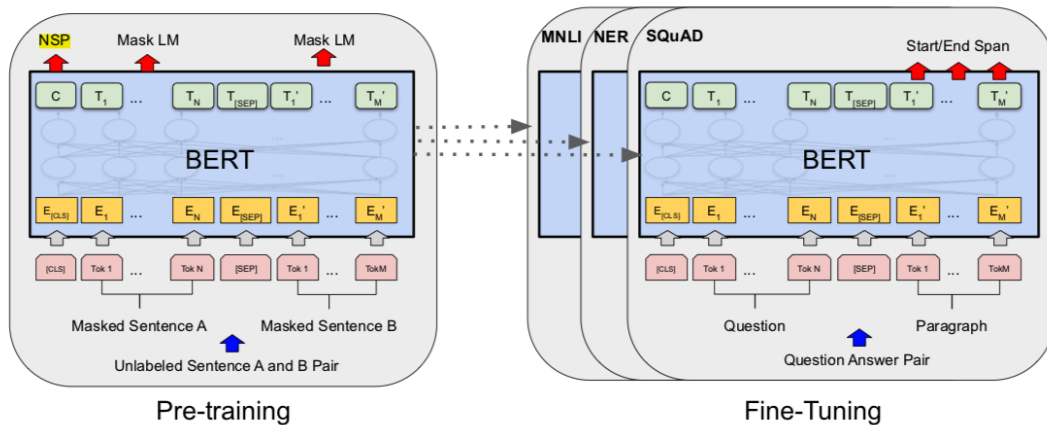 NSP Mask LM Mask LM
C T1 ... TN T[SEP] T1' ... TM'
BERT
E[CLS] E1 ... EN E[SEP] E1' ... EM'
[CLS] Tok 1 ... Tok N [SEP] Tok 1 ... TokM
Masked Sentence A Masked Sentence B
Unlabeled Sentence A and B Pair
Pre-training
MNLI NER SQuAD
Start/End Span
C T1 ... TN T[SEP] T1' ... TM'
BERT
E[CLS] E1 ... EN E[SEP] E1' ... EM'
[CLS] Tok 1 ... Tok N [SEP] Tok 1 ... TokM
Question Paragraph
Question Answer Pair
Fine-Tuning